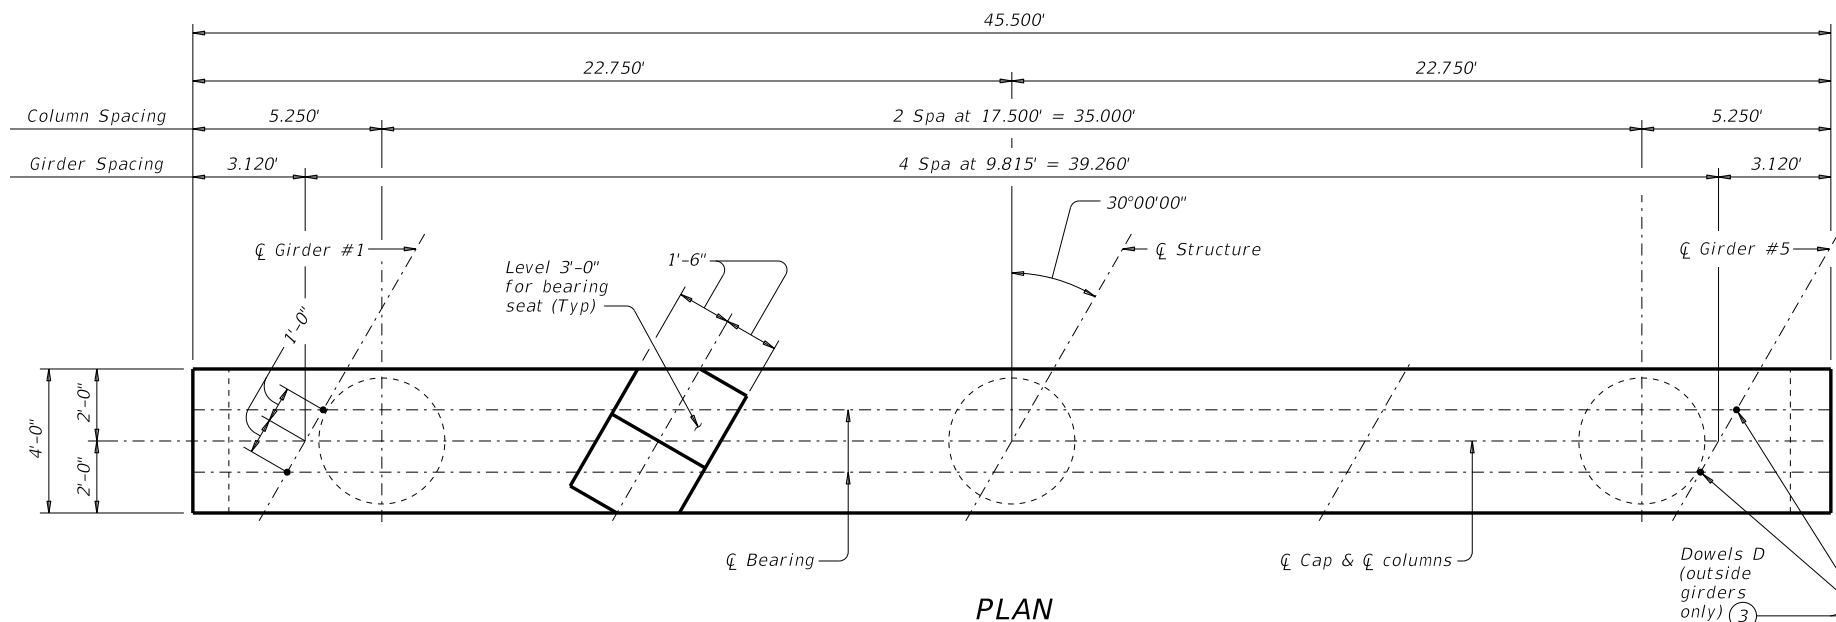 45.500'
22.750'
22.750'
Column Spacing
5.250'
2 Spa at 17.500' = 35.000'
5.250'
Girder Spacing
3.120'
4 Spa at 9.815' = 39.260'
3.120'
30°00'00"
℄ Girder #1
Level 3'-0"
for bearing
seat (Typ)
1'-6"
℄ Structure
℄ Girder #5
1'-0"
4'-0"
2'-0"
2'-0"
℄ Bearing
℄ Cap & ℄ columns
Dowels D
(outside
girders
only) 3
PLAN